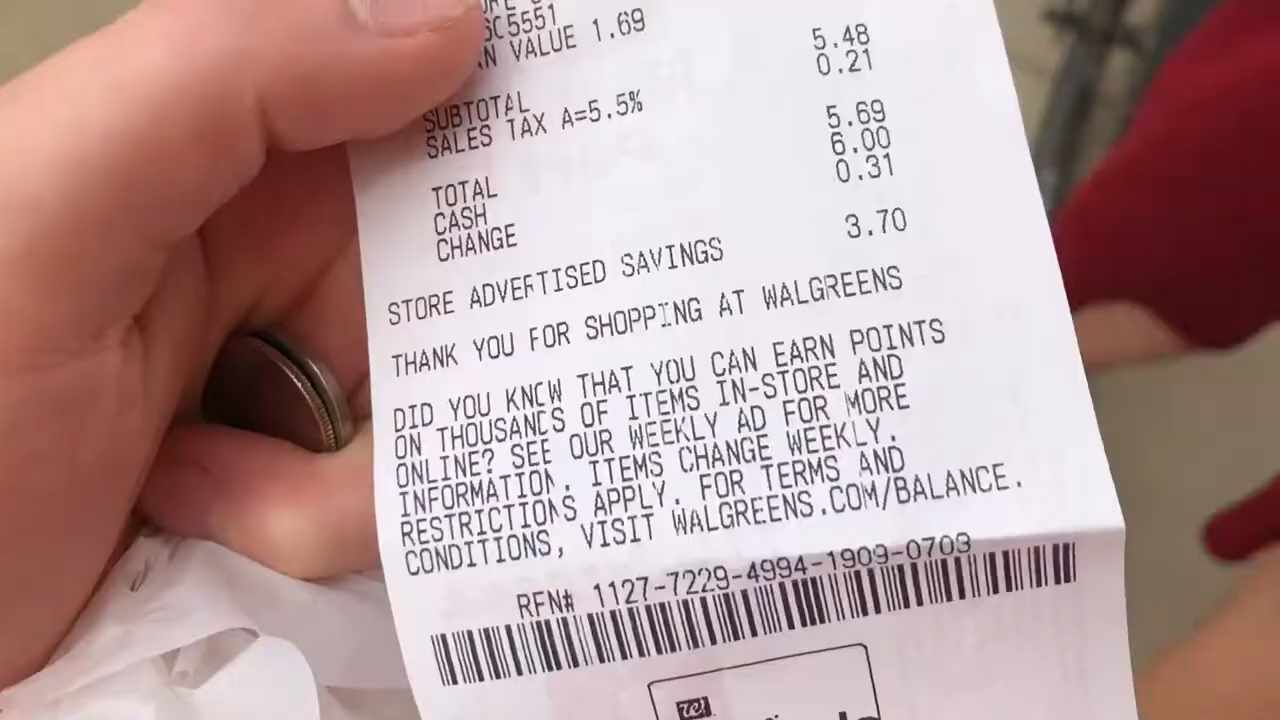 SC5551
VALUE 1.69
SUBTOTAL 5.48
SALES TAX A=5.5% 0.21
TOTAL 5.69
CASH 6.00
CHANGE 0.31
STORE ADVERTISED SAVINGS 3.70
THANK YOU FOR SHOPPING AT WALGREENS
DID YOU KNOW THAT YOU CAN EARN POINTS
ON THOUSANDS OF ITEMS IN-STORE AND
ONLINE? SEE OUR WEEKLY AD FOR MORE
INFORMATION. ITEMS CHANGE WEEKLY.
RESTRICTIONS APPLY. FOR TERMS AND
CONDITIONS, VISIT WALGREENS.COM/BALANCE.
RFN# 1127-7229-4994-1909-0703